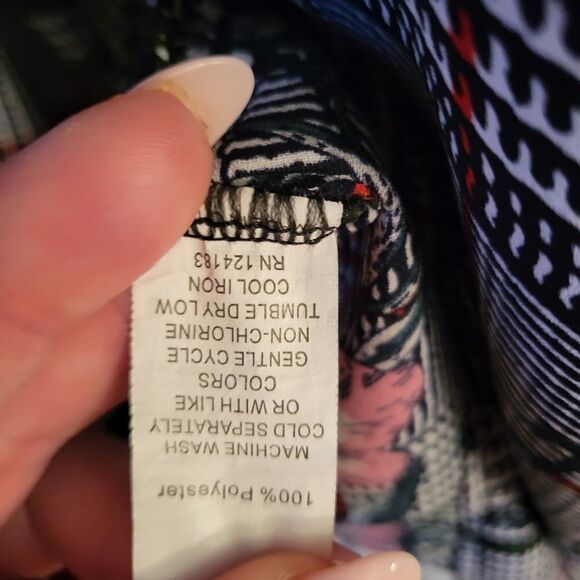 100% Polyester
MACHINE WASH
COLD SEPARATELY
OR WITH LIKE
COLORS
GENTLE CYCLE
NON-CHLORINE
TUMBLE DRY LOW
COOL IRON
RN 124183